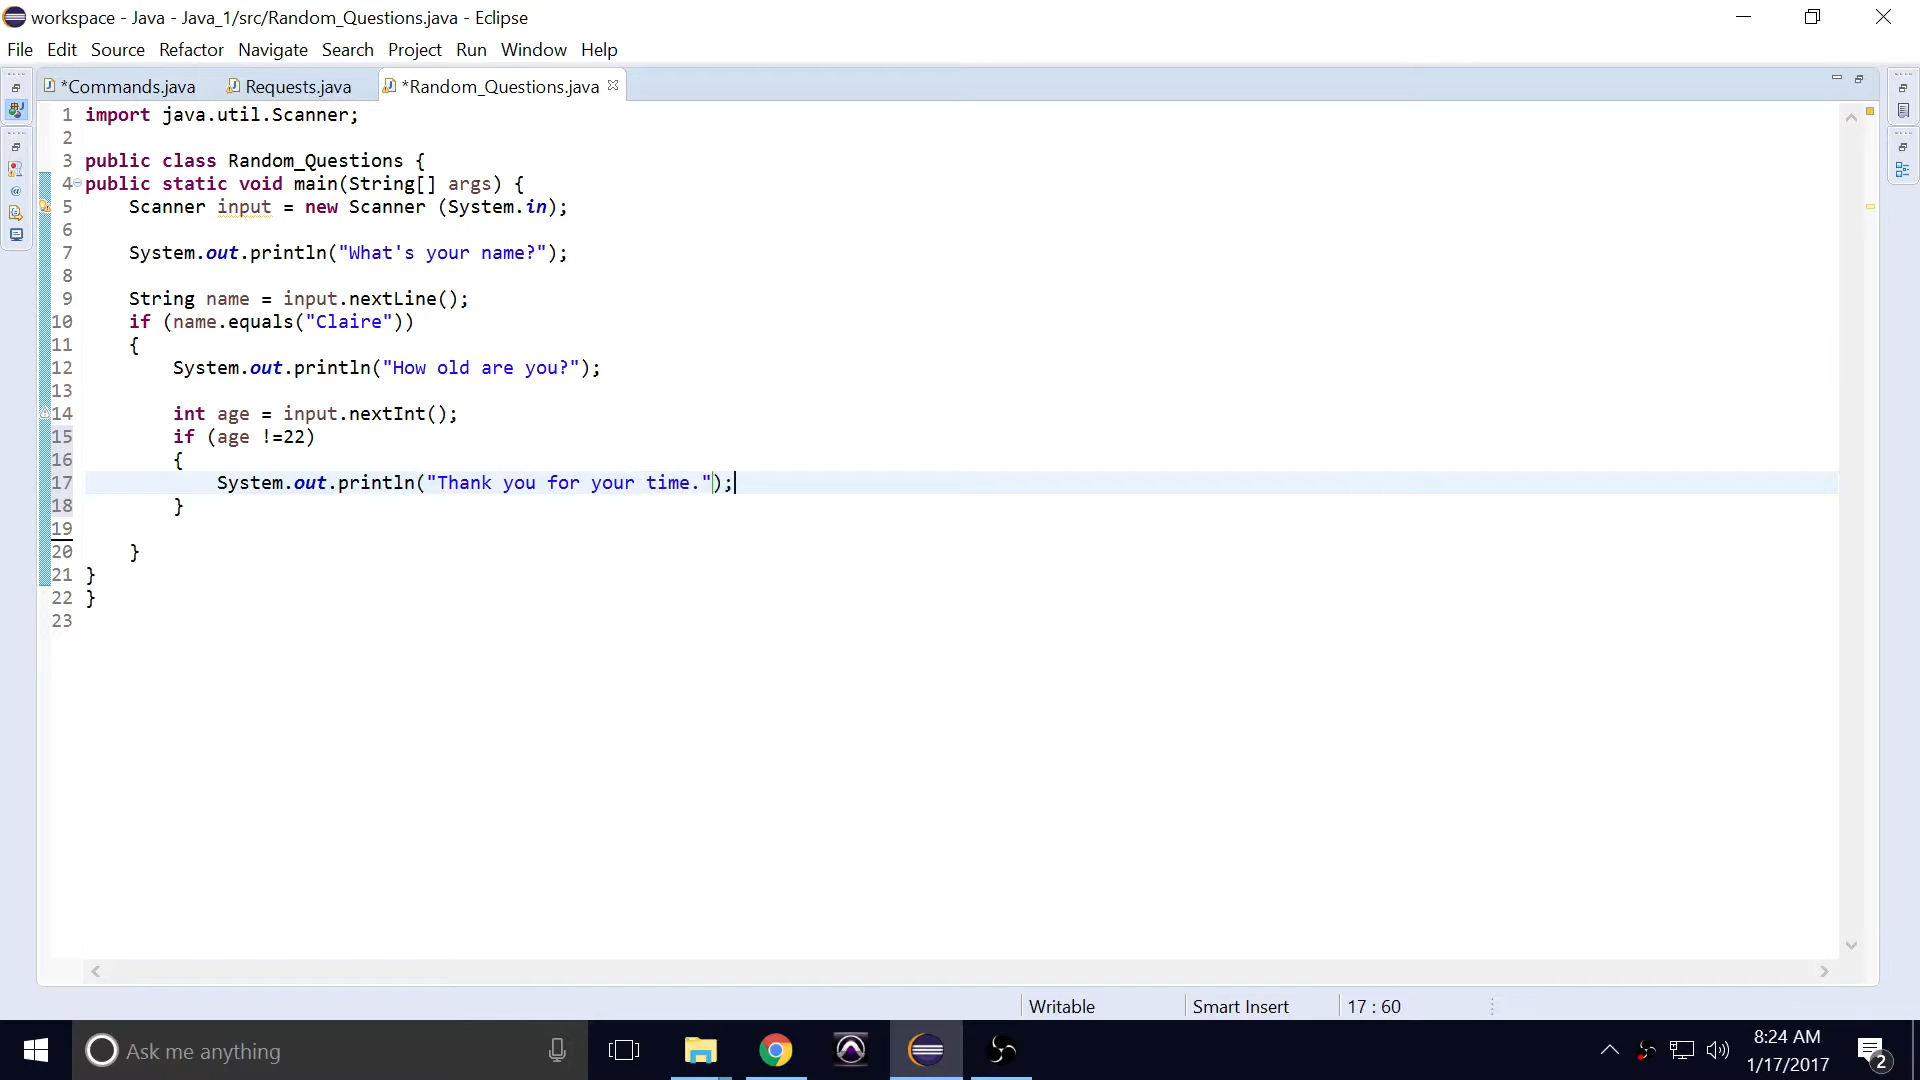 workspace - Java - Java_1/src/Random_Questions.java - Eclipse
File Edit Source Refactor Navigate Search Project Run Window Help
*Commands.java Requests.java *Random_Questions.java
1 import java.util.Scanner;
2
3 public class Random_Questions {
4 public static void main(String[] args) {
5     Scanner input = new Scanner (System.in);
6
7     System.out.println("What's your name?");
8
9     String name = input.nextLine();
10     if (name.equals("Claire"))
11     {
12         System.out.println("How old are you?");
13
14         int age = input.nextInt();
15         if (age !=22)
16         {
17             System.out.println("Thank you for your time.");
18         }
19
20     }
21 }
22 }
23
Writable Smart Insert 17 : 60
Ask me anything
8:24 AM
1/17/2017
2